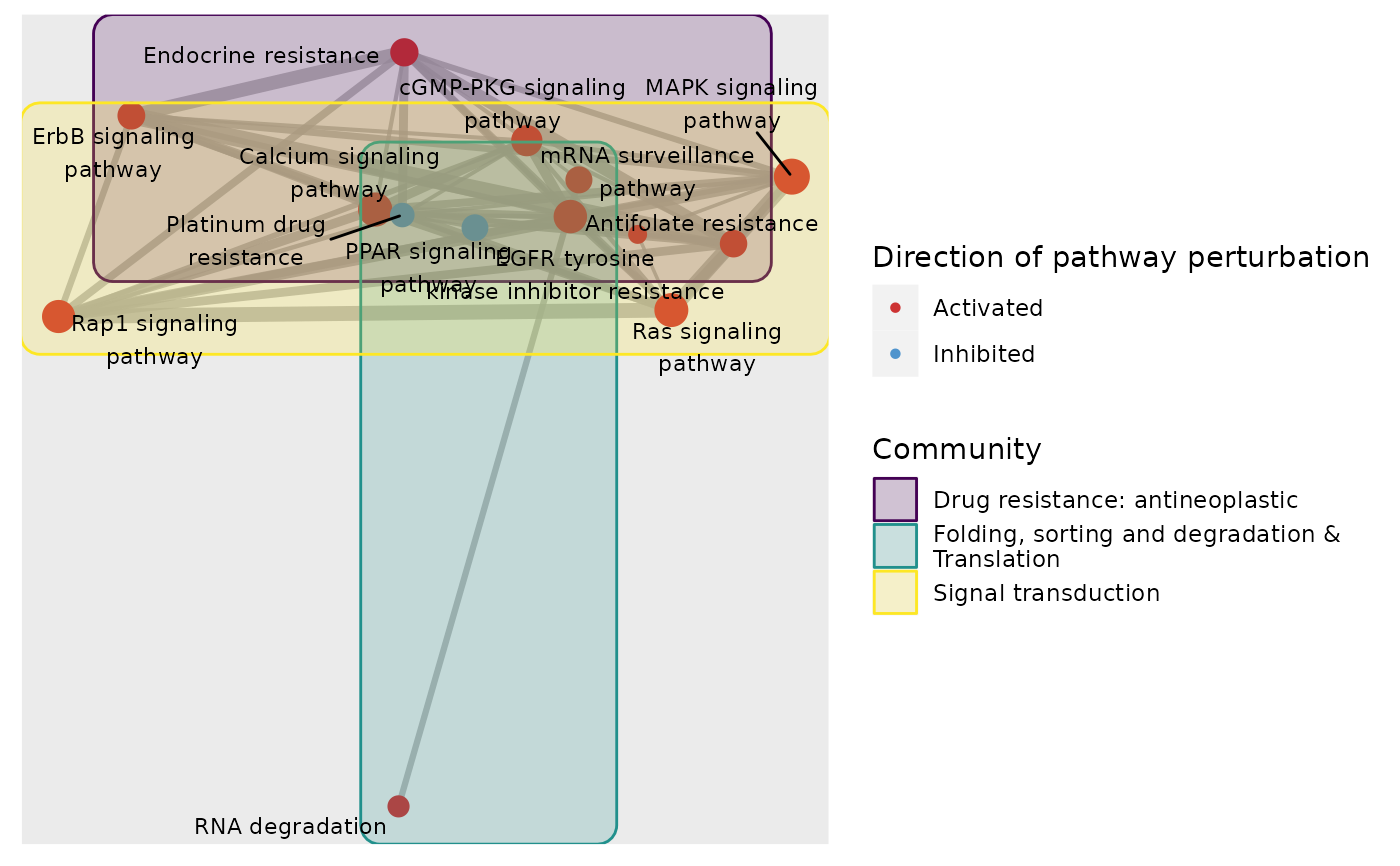 Endocrine resistance
cGMP-PKG signaling
pathway
MAPK signaling
pathway
ErbB signaling
pathway
Calcium signaling
pathway
mRNA surveillance
pathway
Platinum drug
resistance
Antifolate resistance
PPAR signaling
pathway
EGFR tyrosine
kinase inhibitor resistance
Rap1 signaling
pathway
Ras signaling
pathway
RNA degradation
Direction of pathway perturbation
Activated
Inhibited
Community
Drug resistance: antineoplastic
Folding, sorting and degradation &
Translation
Signal transduction